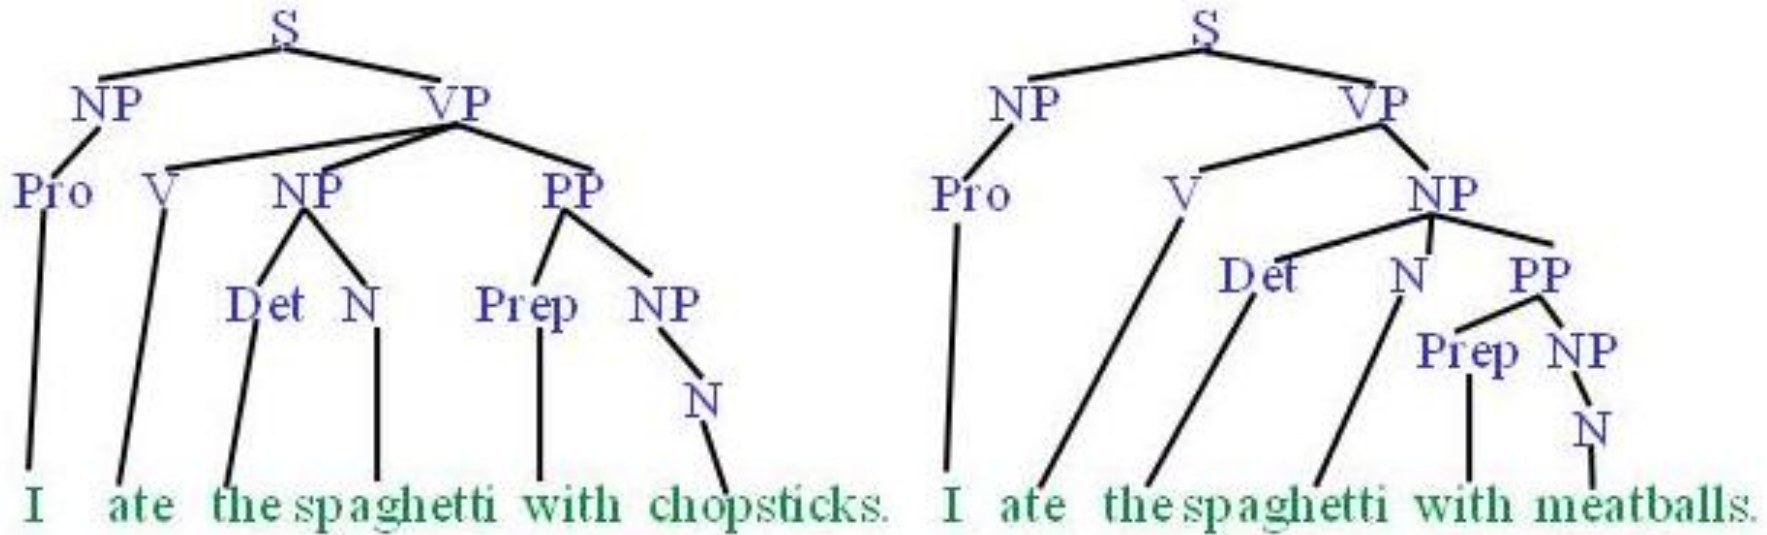 S S
NP VP NP VP
Pro V NP PP Pro V NP
Det N PP
Det N Prep NP
Prep NP
N
N
I ate the spaghetti with chopsticks. I ate the spaghetti with meatballs.